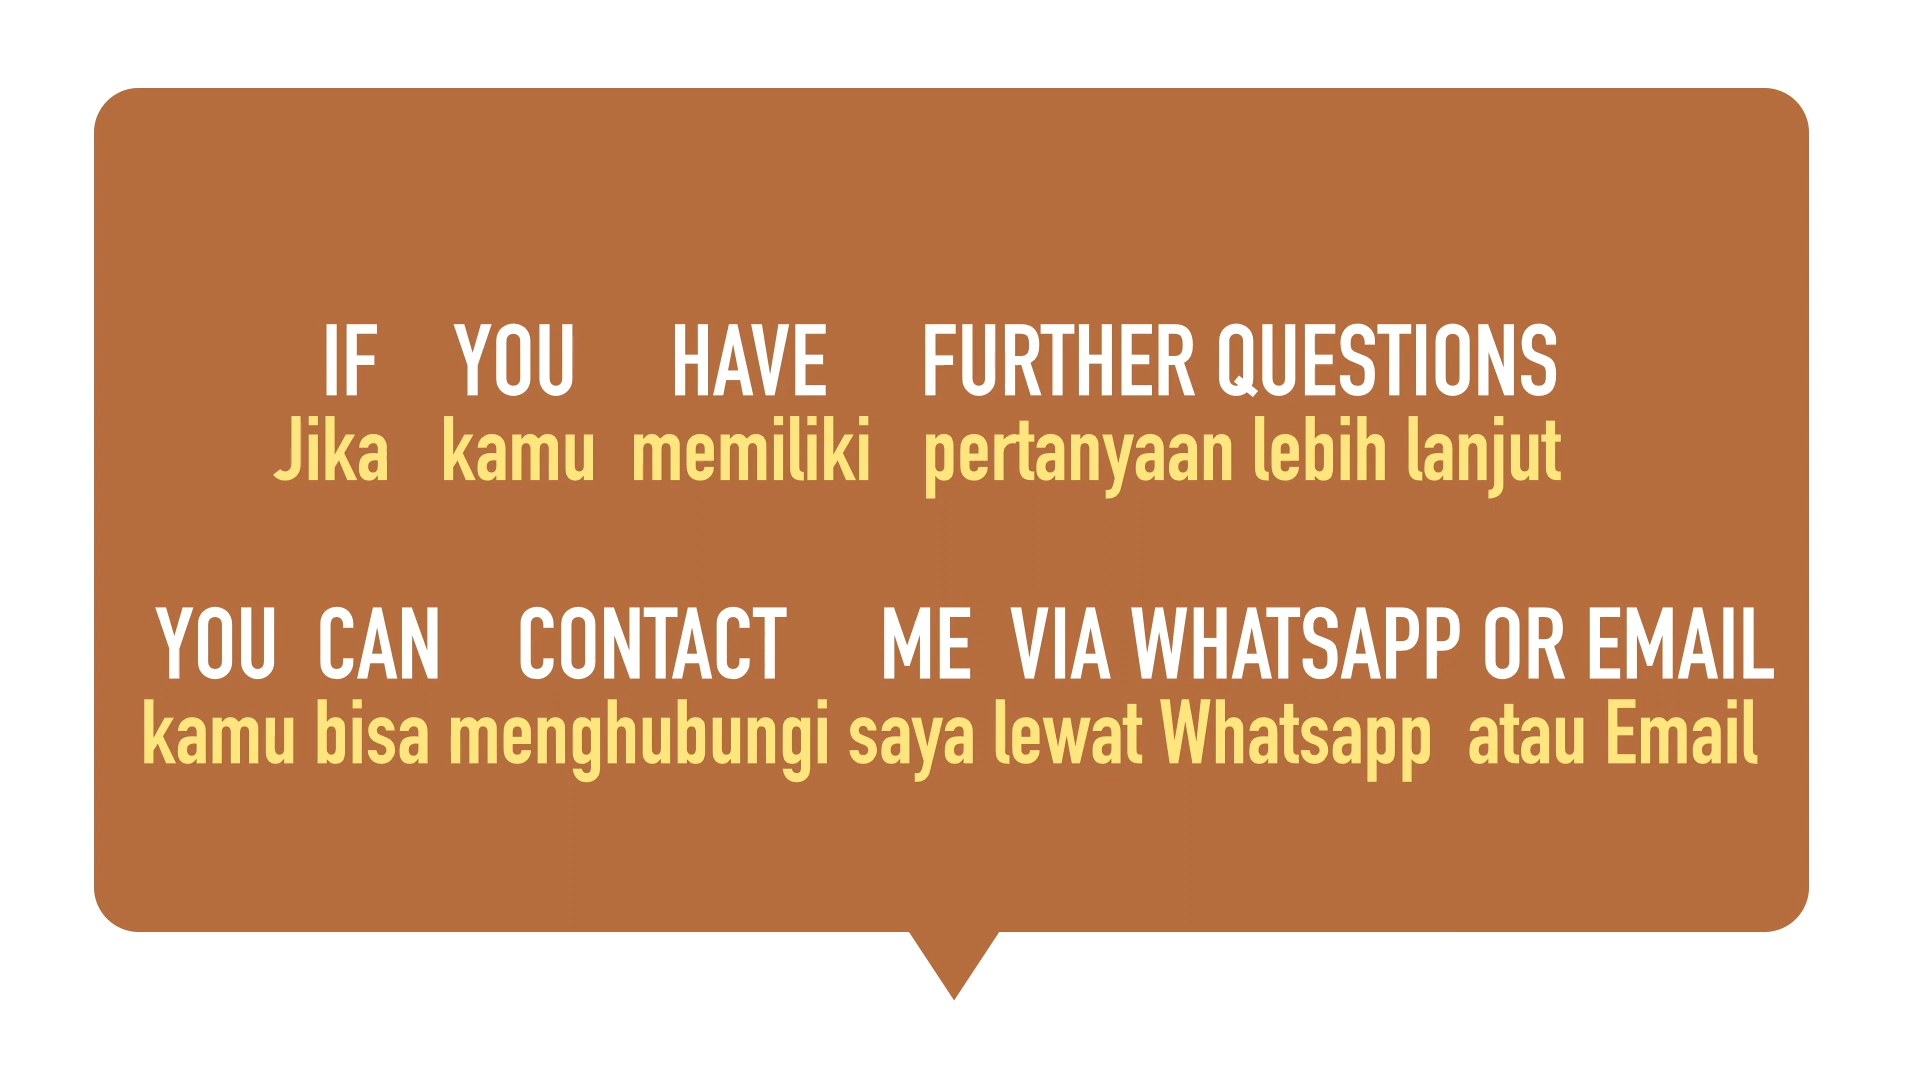 IF YOU HAVE FURTHER QUESTIONS
Jika kamu memiliki pertanyaan lebih lanjut
YOU CAN CONTACT ME VIA WHATSAPP OR EMAIL
kamu bisa menghubungi saya lewat Whatsapp atau Email